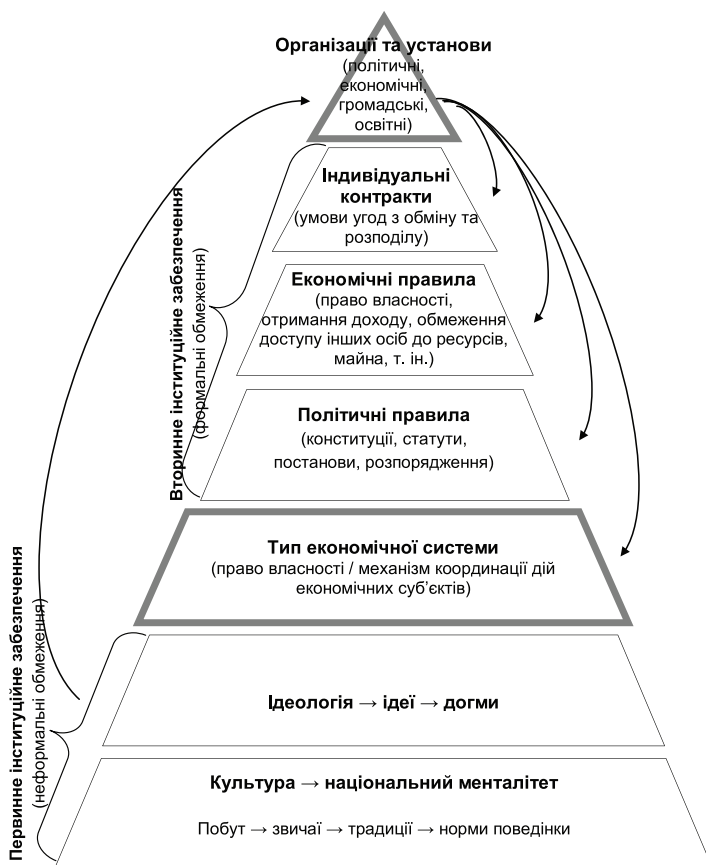 Організації та установи
(політичні,
економічні,
громадські,
освітні)
Індивідуальні
контракти
(умови угод з обміну та
розподілу)
Економічні правила
(право власності,
отримання доходу, обмеження
доступу інших осіб до ресурсів,
майна, т. ін.)
Політичні правила
(конституції, статути,
постанови, розпорядження)
Вторинне інституційне забезпечення
(формальні обмеження)
Тип економічної системи
(право власності / механізм координації дій
економічних суб’єктів)
Ідеологія → ідеї → догми
Культура → національний менталітет
Побут → звичаї → традиції → норми поведінки
Первинне інституційне забезпечення
(неформальні обмеження)